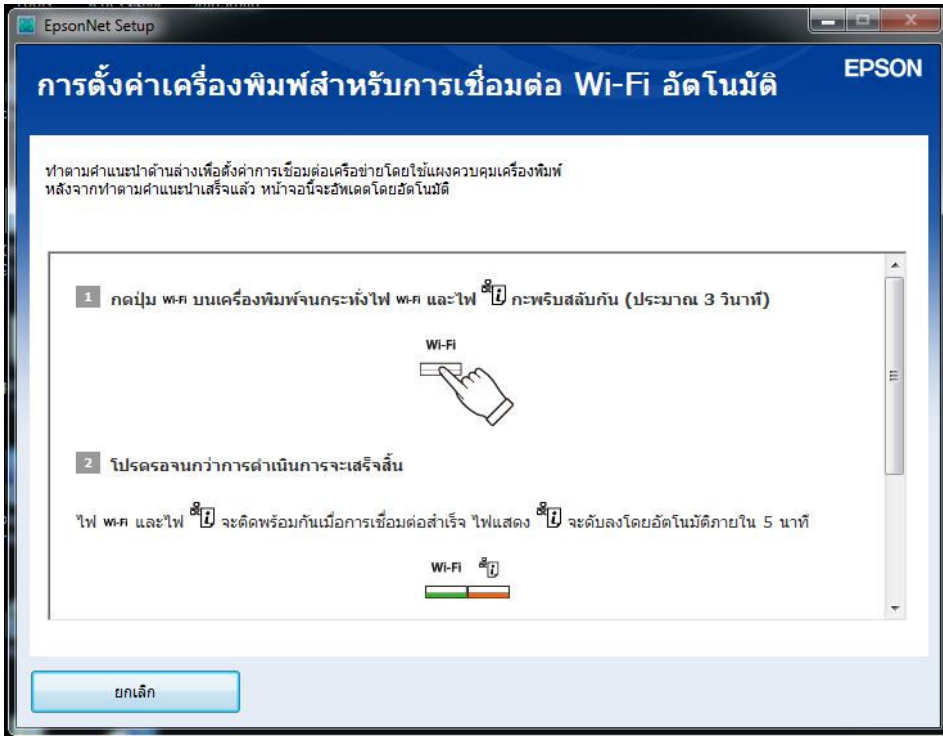 EpsonNet Setup
การตั้งค่าเครื่องพิมพ์สำหรับการเชื่อมต่อ Wi-Fi อัตโนมัติ
EPSON
ทำตามคำแนะนำด้านล่างเพื่อตั้งค่าการเชื่อมต่อเครือข่ายโดยใช้แผงควบคุมเครื่องพิมพ์
หลังจากทำตามคำแนะนำเสร็จแล้ว หน้าจอนี้จะอัพเดตโดยอัตโนมัติ
1 กดปุ่ม Wi-Fi บนเครื่องพิมพ์จนกระทั่งไฟ Wi-Fi และไฟ i กะพริบสลับกัน (ประมาณ 3 วินาที)
Wi-Fi
2 โปรดรอจนกว่าการดำเนินการจะเสร็จสิ้น
ไฟ Wi-Fi และไฟ i จะติดพร้อมกันเมื่อการเชื่อมต่อสำเร็จ ไฟแสดง i จะดับลงโดยอัตโนมัติภายใน 5 นาที
Wi-Fi i
ยกเลิก